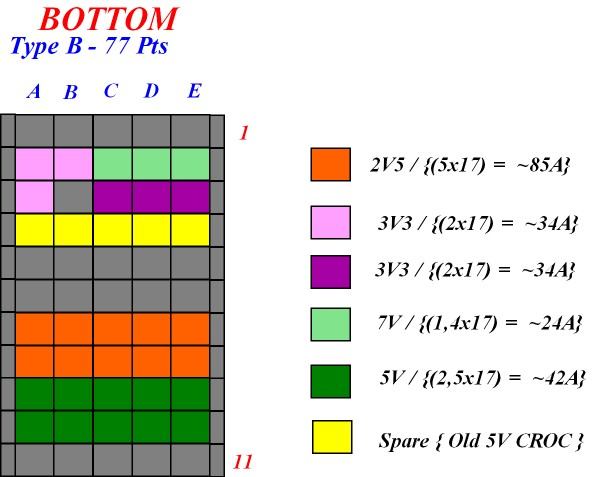 BOTTOM
Type B - 77 Pts
A B C D E
1
2V5 / {(5x17) = ~85A}
3V3 / {(2x17) = ~34A}
3V3 / {(2x17) = ~34A}
7V / {(1,4x17) = ~24A}
5V / {(2,5x17) = ~42A}
Spare { Old 5V CROC }
11